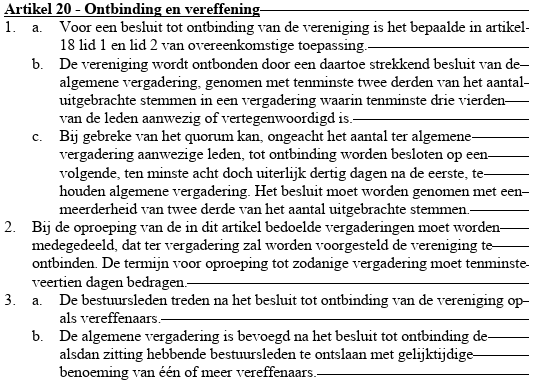 Artikel 20 - Ontbinding en vereffening
1. a. Voor een besluit tot ontbinding van de vereniging is het bepaalde in artikel-
18 lid 1 en lid 2 van overeenkomstige toepassing.
b. De vereniging wordt ontbonden door een daartoe strekkend besluit van de
algemene vergadering, genomen met tenminste twee derden van het aantal
uitgebrachte stemmen in een vergadering waarin tenminste drie vierden
van de leden aanwezig of vertegenwoordigd is.
c. Bij gebreke van het quorum kan, ongeacht het aantal ter algemene
vergadering aanwezige leden, tot ontbinding worden besloten op een
volgende, ten minste acht doch uiterlijk dertig dagen na de eerste, te
houden algemene vergadering. Het besluit moet worden genomen met een
meerderheid van twee derde van het aantal uitgebrachte stemmen.
2. Bij de oproeping van de in dit artikel bedoelde vergaderingen moet worden
medegedeeld, dat ter vergadering zal worden voorgesteld de vereniging te
ontbinden. De termijn voor oproeping tot zodanige vergadering moet tenminste-
veertien dagen bedragen.
3. a. De bestuursleden treden na het besluit tot ontbinding van de vereniging op-
als vereffenaars.
b. De algemene vergadering is bevoegd na het besluit tot ontbinding de
alsdan zitting hebbende bestuursleden te ontslaan met gelijktijdige
benoeming van één of meer vereffenaars.